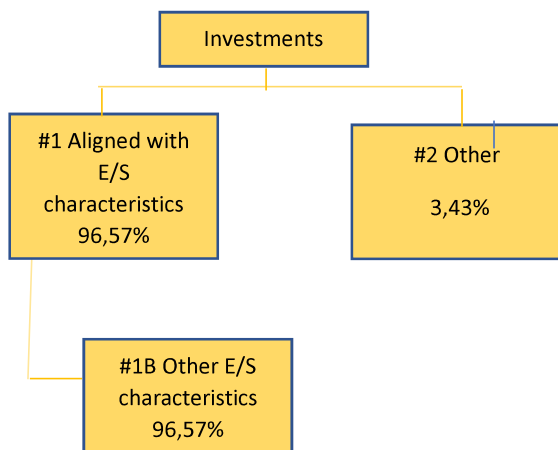 Investments
#1 Aligned with
E/S
characteristics
96,57%
#2 Other
3,43%
#1B Other E/S
characteristics
96,57%